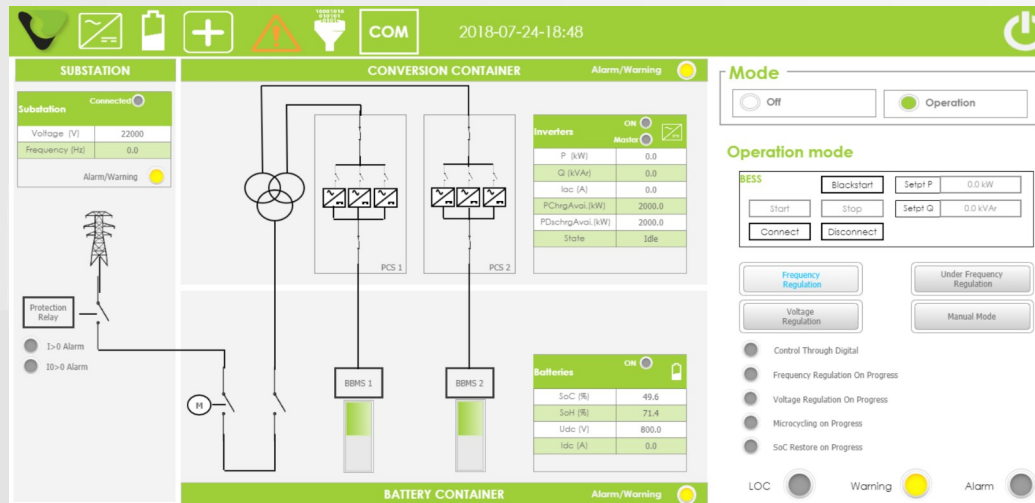 10001010
010101
COM
2018-07-24-18:48
SUBSTATION
Substation
Connected
Voltage (V) 22000
Frequency (Hz) 0.0
Alarm/Warning
Protection
Relay
I>0 Alarm
I0>0 Alarm
CONVERSION CONTAINER
Alarm/Warning
PCS 1
PCS 2
Inverters
ON
Master
P (kW) 0.0
Q (kVAr) 0.0
Iac (A) 0.0
PChrgAvai.(kW) 2000.0
PDschrgAvai.(kW) 2000.0
State Idle
M
BBMS 1
BBMS 2
Batteries
ON
SoC (%) 49.6
SoH (%) 71.4
Udc (V) 800.0
Idc (A) 0.0
BATTERY CONTAINER
Alarm/Warning
Mode
Off
Operation
Operation mode
BESS
Blackstart
Setpt P 0.0 kW
Start
Stop
Setpt Q 0.0 kVAr
Connect
Disconnect
Frequency
Regulation
Under Frequency
Regulation
Voltage
Regulation
Manual Mode
Control Through Digital
Frequency Regulation On Progress
Voltage Regulation On Progress
Microcycling on Progress
SoC Restore on Progress
LOC
Warning
Alarm